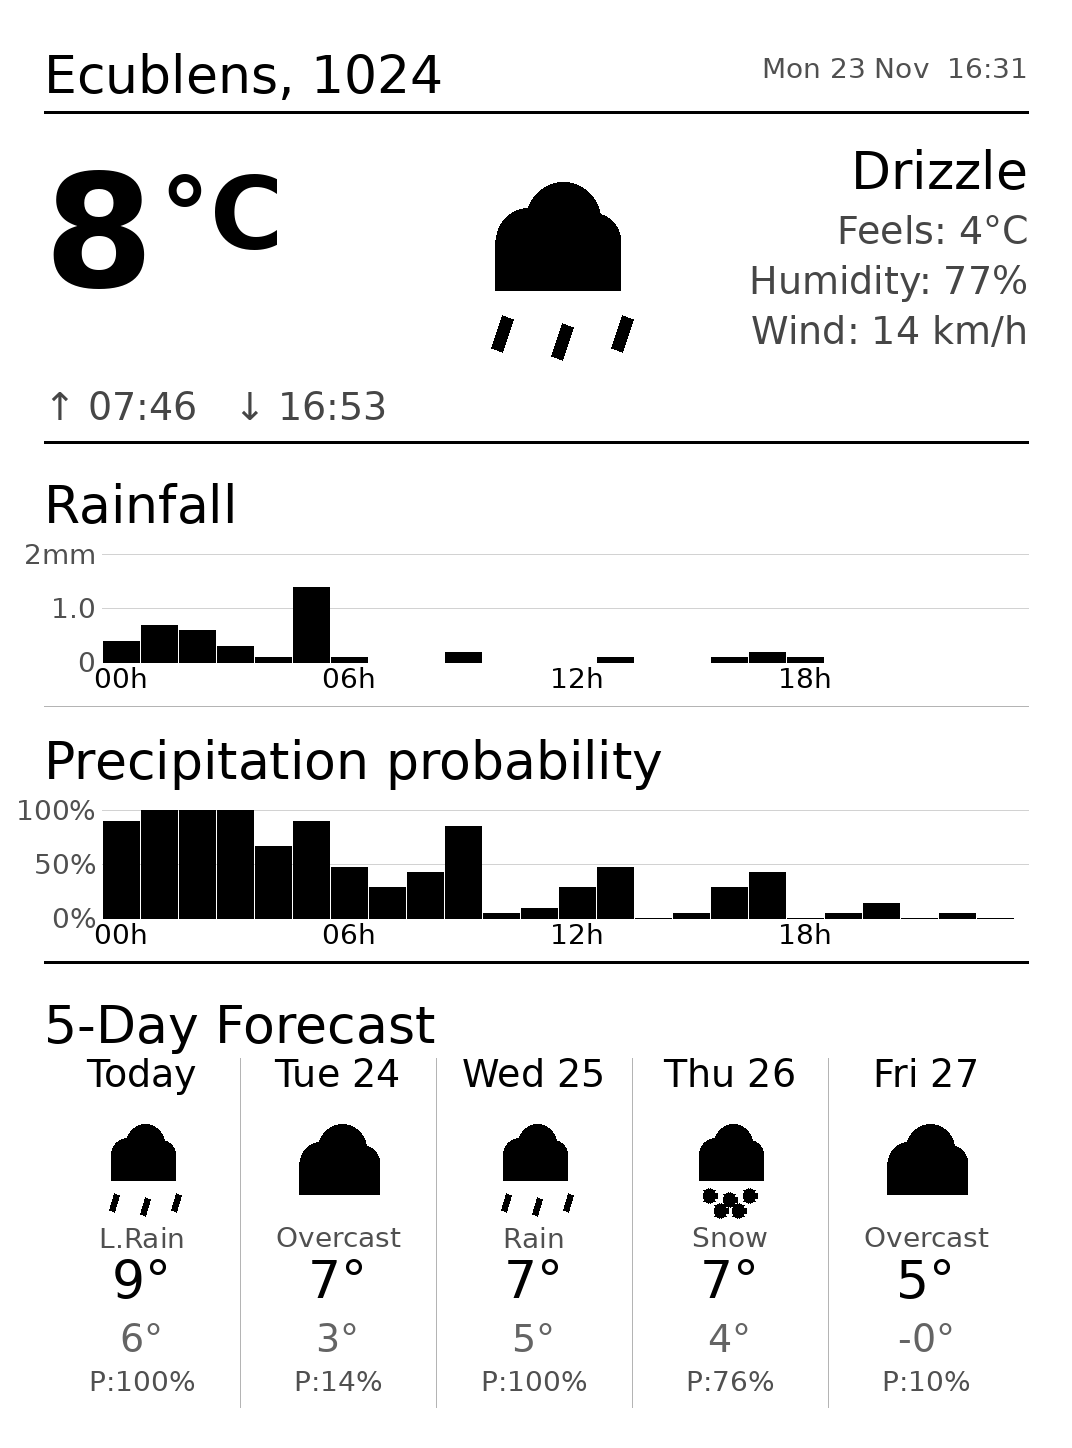 Ecublens, 1024
Mon 23 Nov  16:31
8°C
Drizzle
Feels: 4°C
Humidity: 77%
Wind: 14 km/h
↑ 07:46   ↓ 16:53
Rainfall
2mm
1.0
0
00h 06h 12h 18h
Precipitation probability
100%
50%
0%
00h 06h 12h 18h
5-Day Forecast
Today Tue 24 Wed 25 Thu 26 Fri 27
L.Rain Overcast Rain Snow Overcast
9° 7° 7° 7° 5°
6° 3° 5° 4° -0°
P:100% P:14% P:100% P:76% P:10%